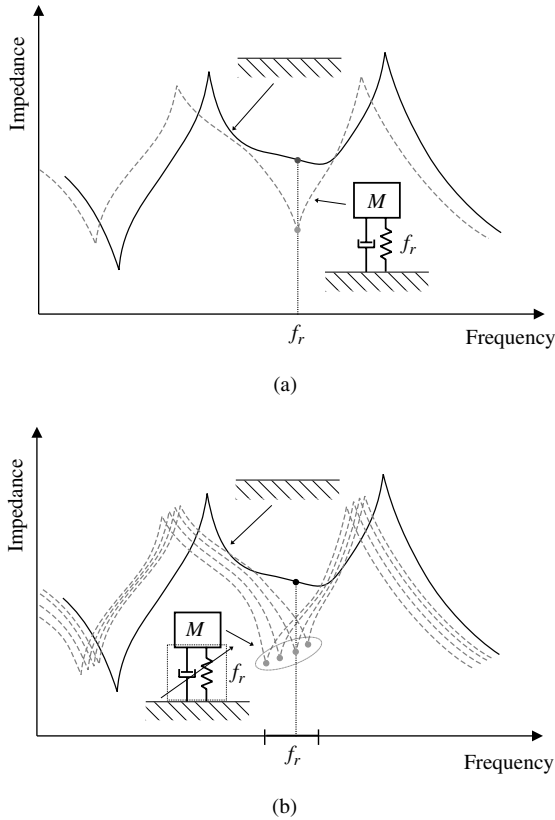 Impedance
M
f_r
f_r
Frequency
(a)
Impedance
M
f_r
f_r
Frequency
(b)